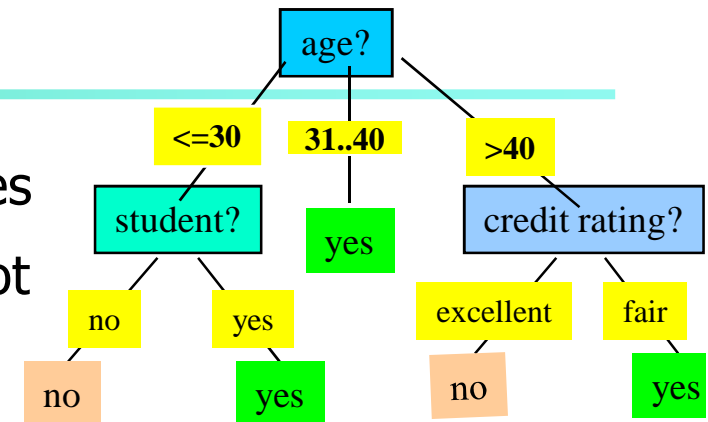 age?
<=30 31..40 >40
student? yes credit rating?
no yes excellent fair
no yes no yes